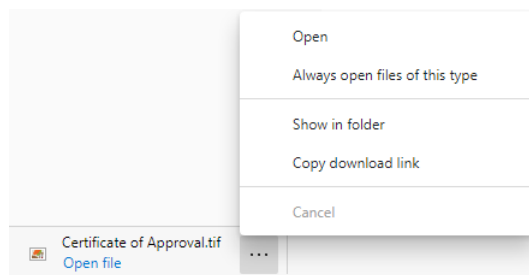 Open
Always open files of this type
Show in folder
Copy download link
Cancel
Certificate of Approval.tif
Open file
...